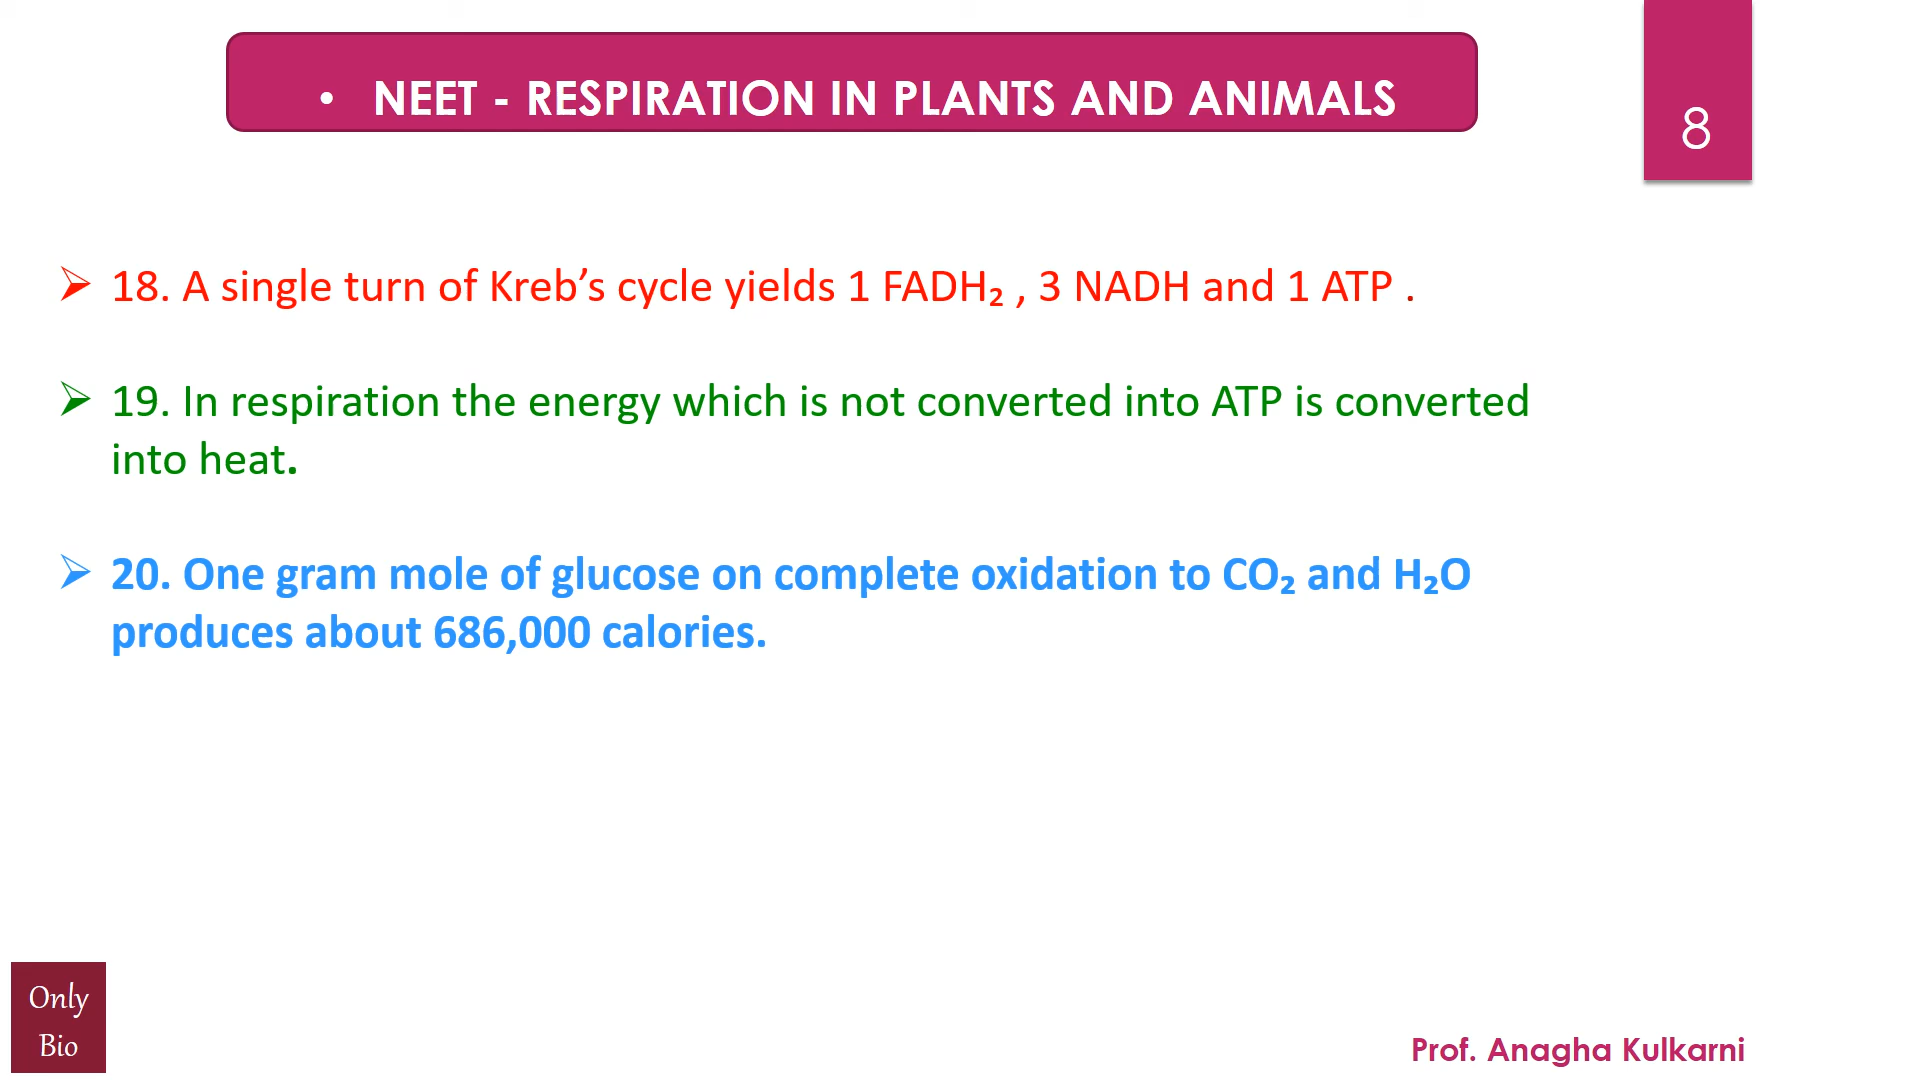 • NEET - RESPIRATION IN PLANTS AND ANIMALS
8
➢ 18. A single turn of Kreb’s cycle yields 1 FADH₂ , 3 NADH and 1 ATP .
➢ 19. In respiration the energy which is not converted into ATP is converted
into heat.
➢ 20. One gram mole of glucose on complete oxidation to CO₂ and H₂O
produces about 686,000 calories.
Only
Bio
Prof. Anagha Kulkarni